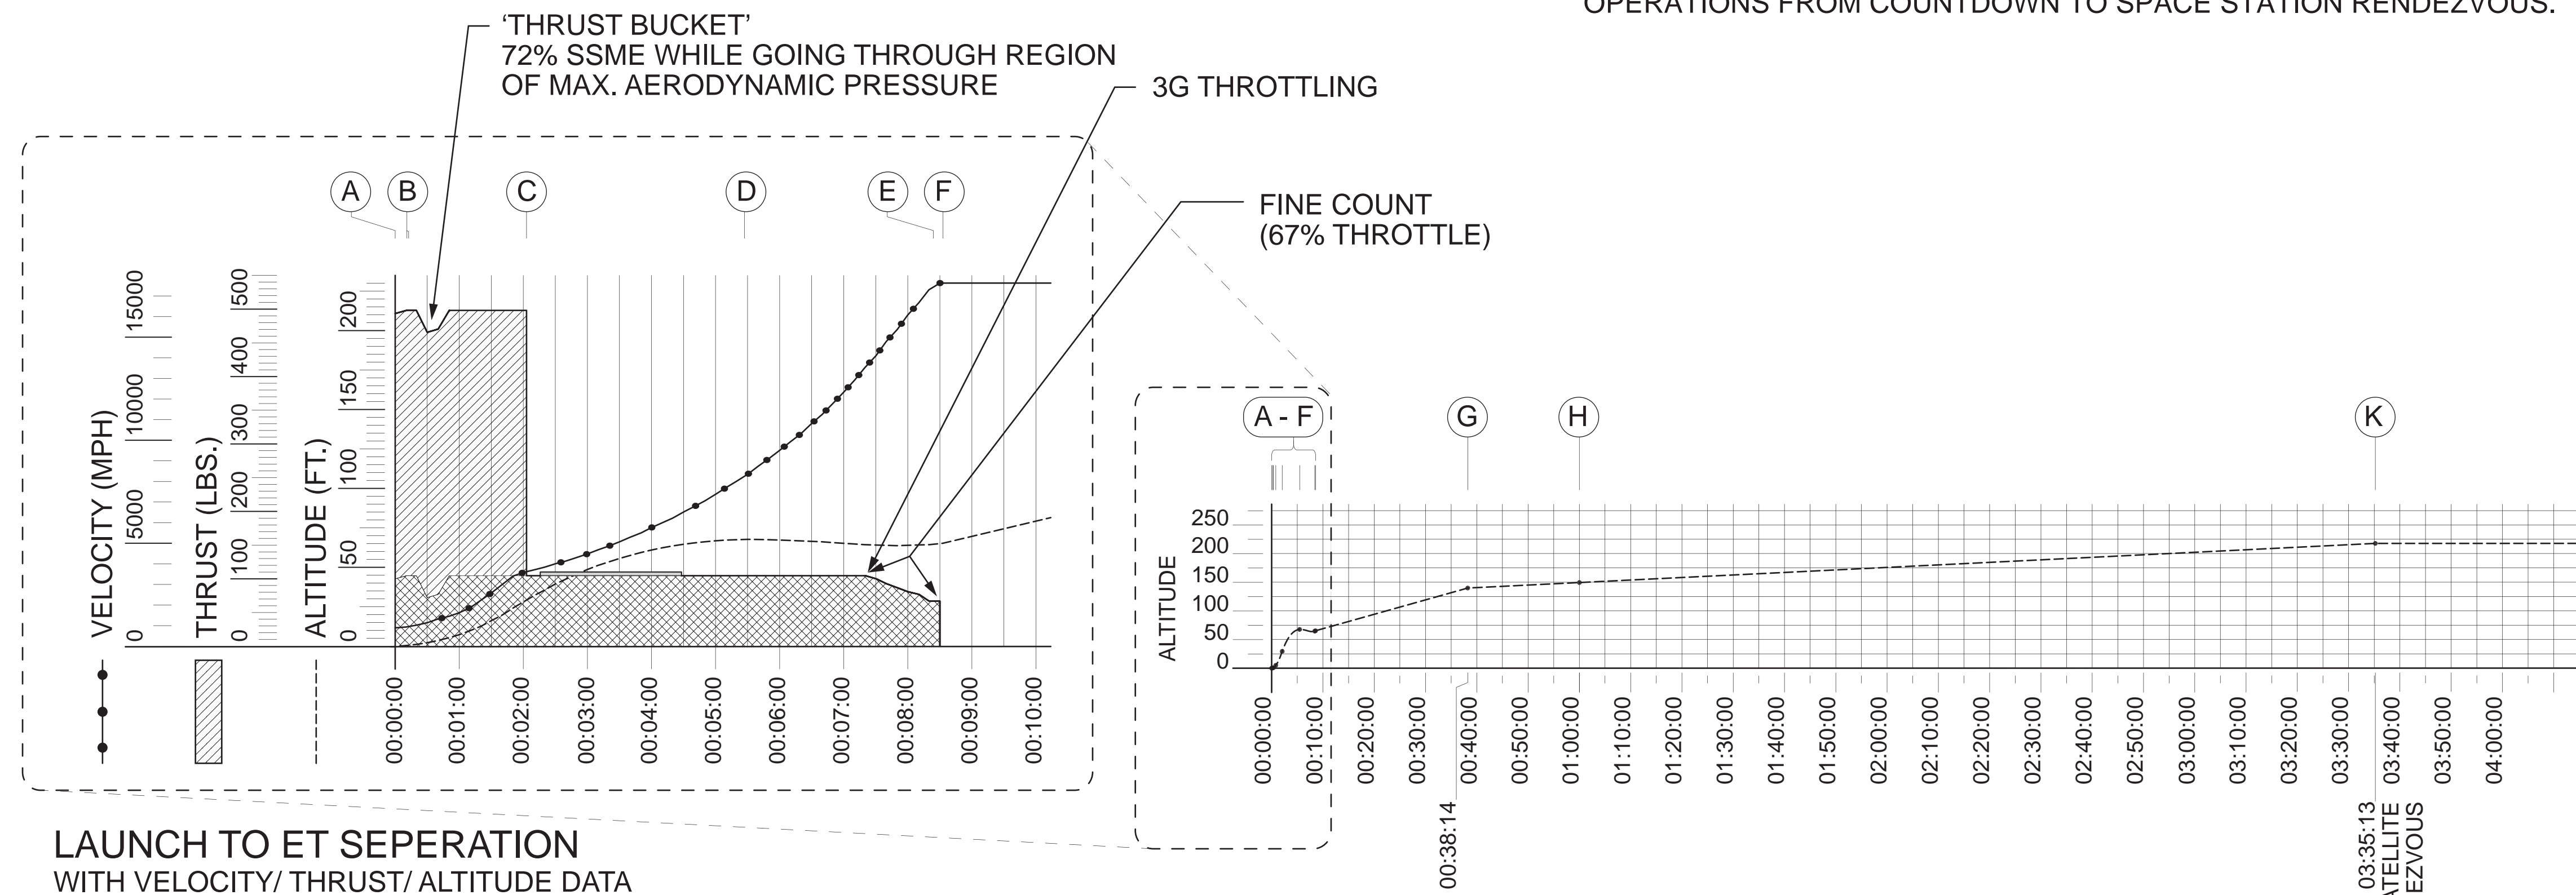 OPERATIONS FROM COUNTDOWN TO SPACE STATION RENDEZVOUS.
‘THRUST BUCKET’
72% SSME WHILE GOING THROUGH REGION
OF MAX. AERODYNAMIC PRESSURE
3G THROTTLING
FINE COUNT
(67% THROTTLE)
A B C D E F
VELOCITY (MPH)
0 5000 10000 15000
THRUST (LBS.)
0 100 200 300 400 500
ALTITUDE (FT.)
0 50 100 150 200
00:00:00 00:01:00 00:02:00 00:03:00 00:04:00 00:05:00 00:06:00 00:07:00 00:08:00 00:09:00 00:10:00
LAUNCH TO ET SEPERATION
WITH VELOCITY/ THRUST/ ALTITUDE DATA
A - F G H K
ALTITUDE
250
200
150
100
50
0
00:00:00 00:10:00 00:20:00 00:30:00 00:40:00 00:50:00 01:00:00 01:10:00 01:20:00 01:30:00 01:40:00 01:50:00 02:00:00 02:10:00 02:20:00 02:30:00 02:40:00 02:50:00 03:00:00 03:10:00 03:20:00 03:30:00 03:40:00 03:50:00 04:00:00
00:38:14
03:35:13
ATELLITE
EZVOUS